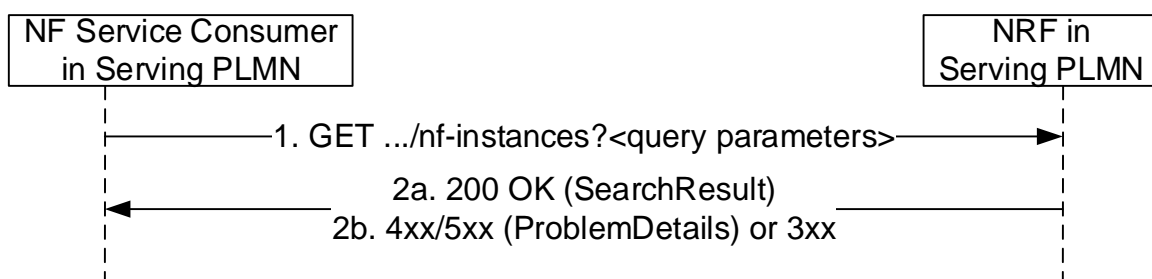 NF Service Consumer
in Serving PLMN
NRF in
Serving PLMN
1. GET .../nf-instances?<query parameters>
2a. 200 OK (SearchResult)
2b. 4xx/5xx (ProblemDetails) or 3xx